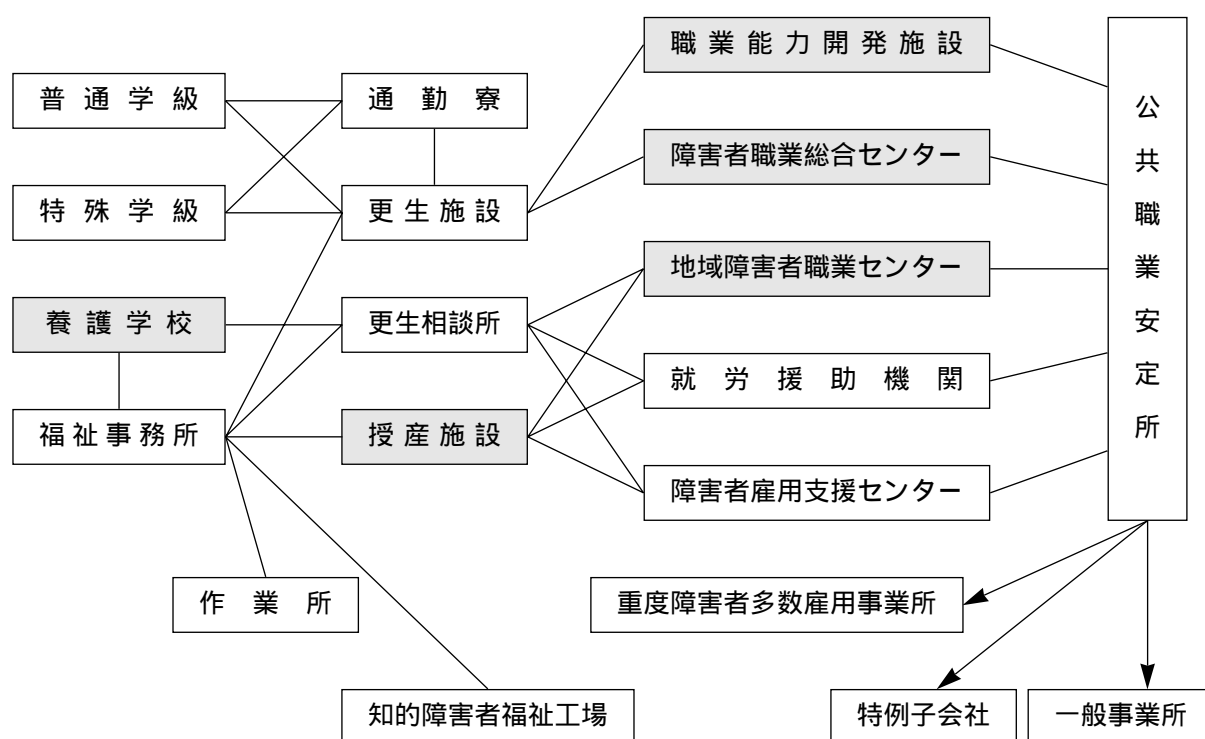 職業能力開発施設
普通学級
通勤寮
障害者職業総合センター
特殊学級
更生施設
地域障害者職業センター
養護学校
更生相談所
就労援助機関
福祉事務所
授産施設
障害者雇用支援センター
公共職業安定所
作業所
重度障害者多数雇用事業所
知的障害者福祉工場
特例子会社
一般事業所